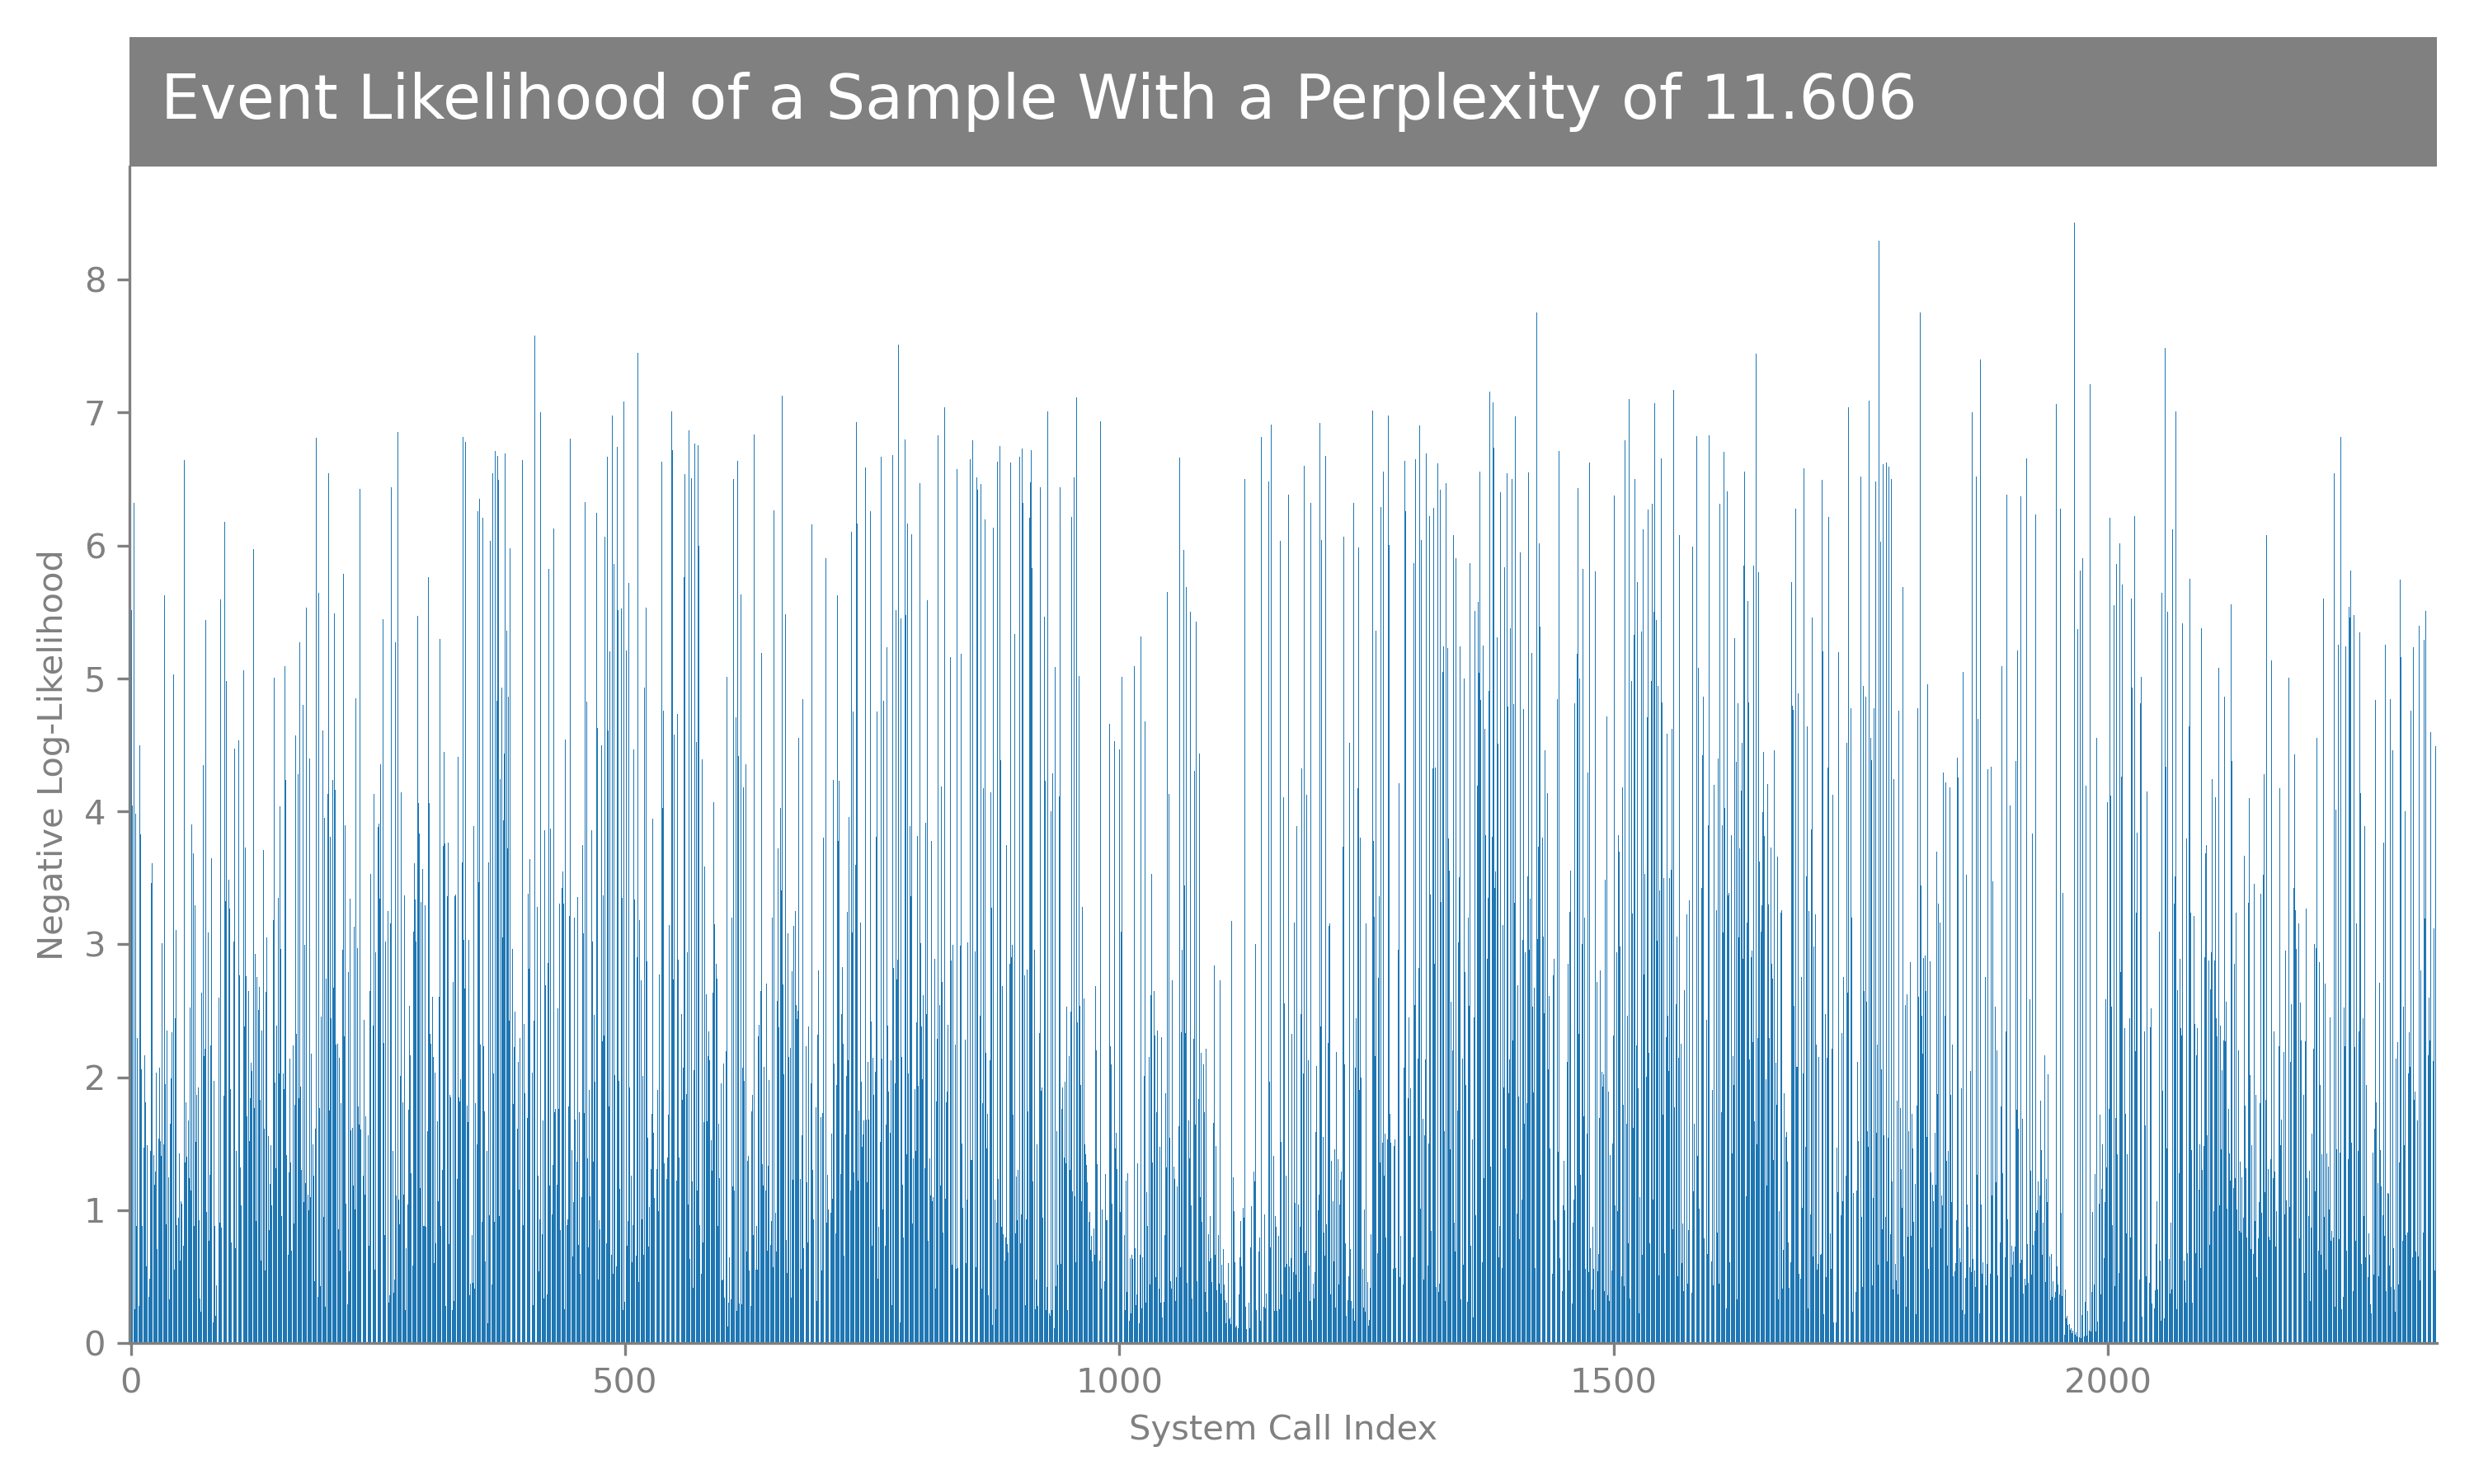 Event Likelihood of a Sample With a Perplexity of 11.606
8
7
6
5
4
3
2
1
0
Negative Log-Likelihood
0 500 1000 1500 2000
System Call Index